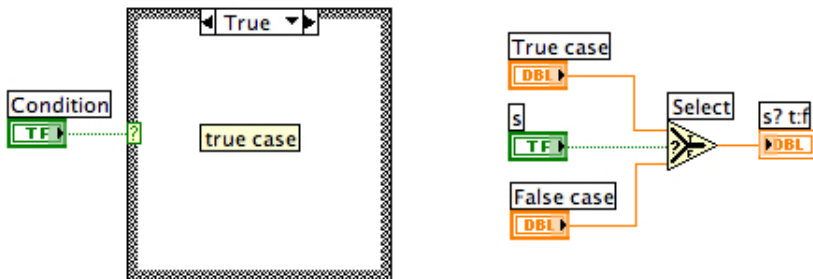 True
Condition
TF
?
true case
True case
DBL
s
TF
False case
DBL
Select
?
T
F
s? t:f
DBL